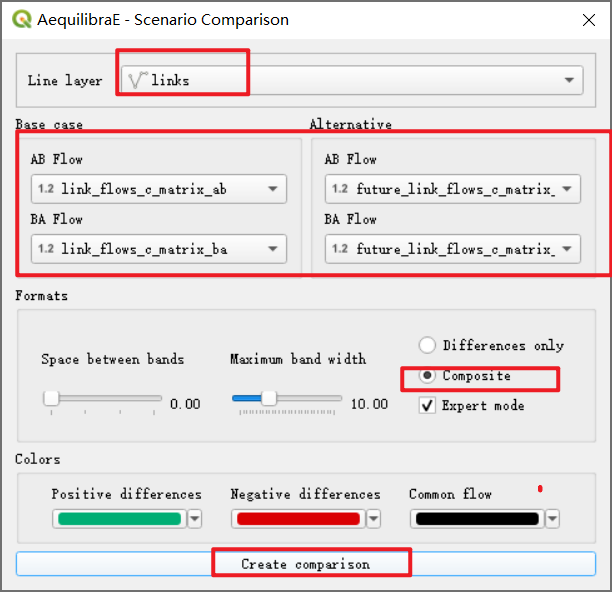 AequilibraE - Scenario Comparison
Line layer links
Base case Alternative
AB Flow AB Flow
1.2 link_flows_c_matrix_ab 1.2 future_link_flows_c_matrix_
BA Flow BA Flow
1.2 link_flows_c_matrix_ba 1.2 future_link_flows_c_matrix_
Formats
Differences only
Space between bands Maximum band width
Composite
0.00 10.00
Expert mode
Colors
Positive differences Negative differences Common flow
Create comparison